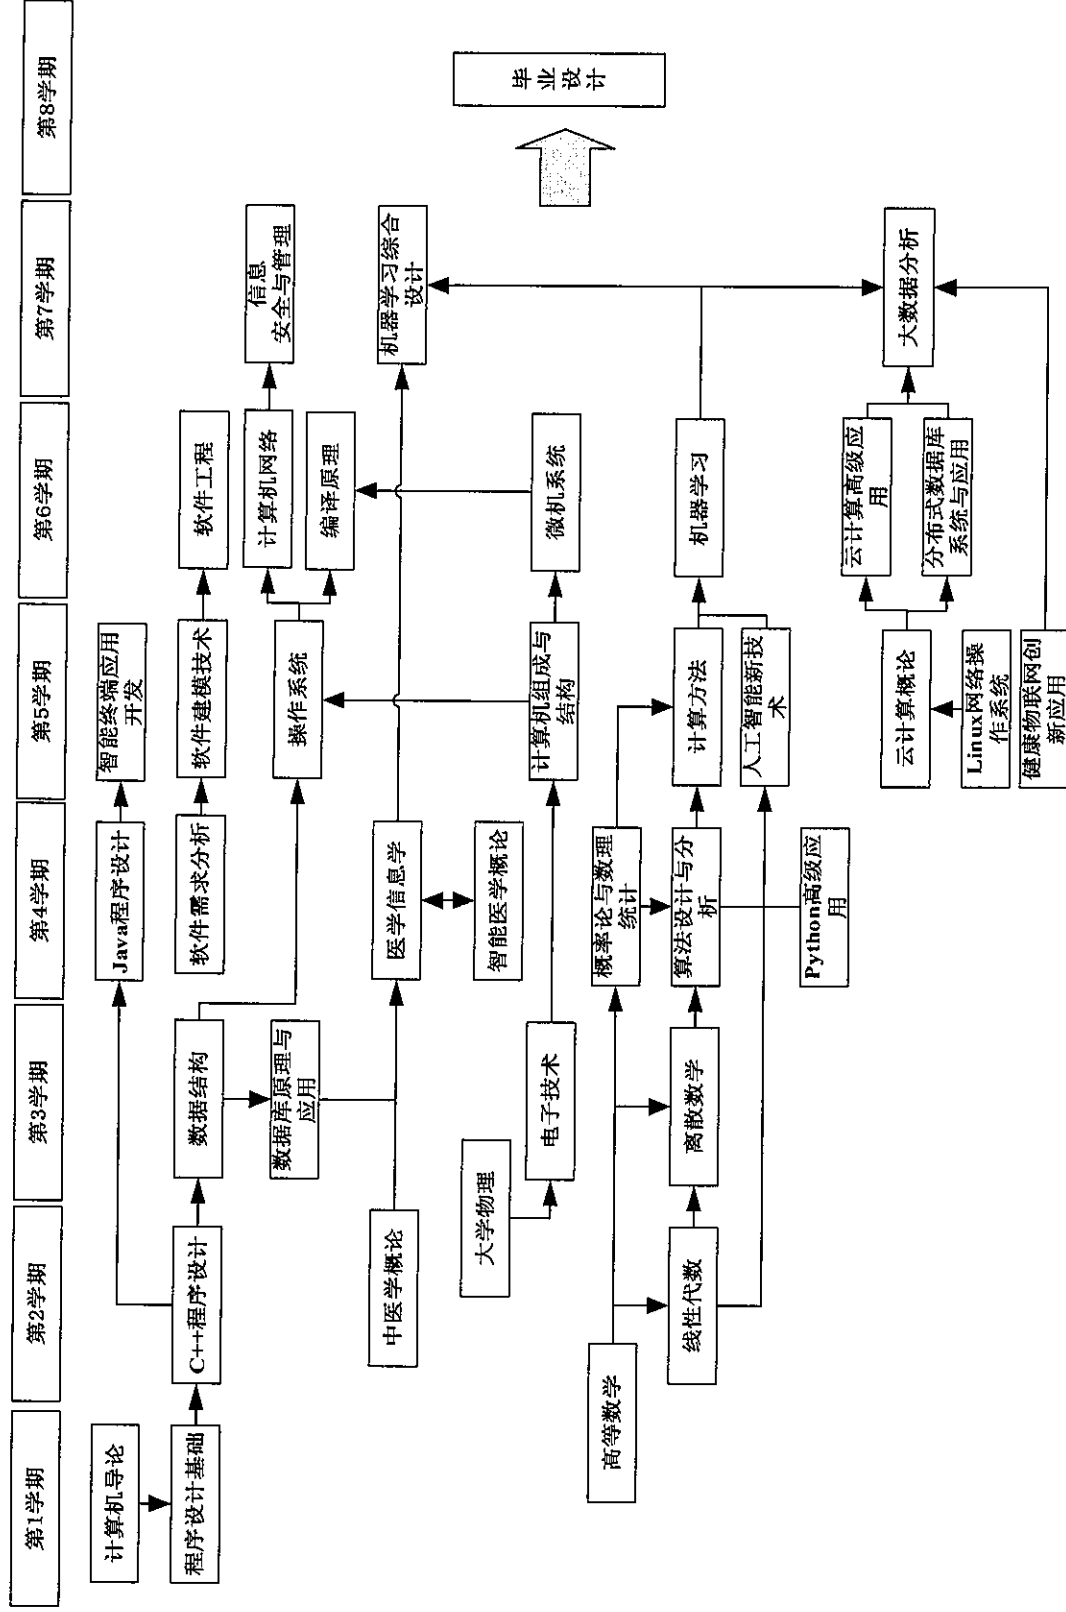 第1学期
第2学期
第3学期
第4学期
第5学期
第6学期
第7学期
第8学期
计算机导论
程序设计基础
C++程序设计
Java程序设计
智能终端应用
开发
数据结构
软件需求分析
软件建模技术
软件工程
数据库原理与
应用
操作系统
计算机网络
信息
安全与管理
编译原理
中医学概论
医学信息学
机器学习综合
设计
智能医学概论
大学物理
电子技术
计算机组成与
结构
微机系统
毕业设计
高等数学
概率论与数理
统计
线性代数
离散数学
算法设计与分
析
计算方法
机器学习
人工智能新技
术
Python高级应
用
云计算概论
云计算高级应
用
大数据分析
Linux网络操
作系统
分布式数据库
系统与应用
健康物联网创
新应用